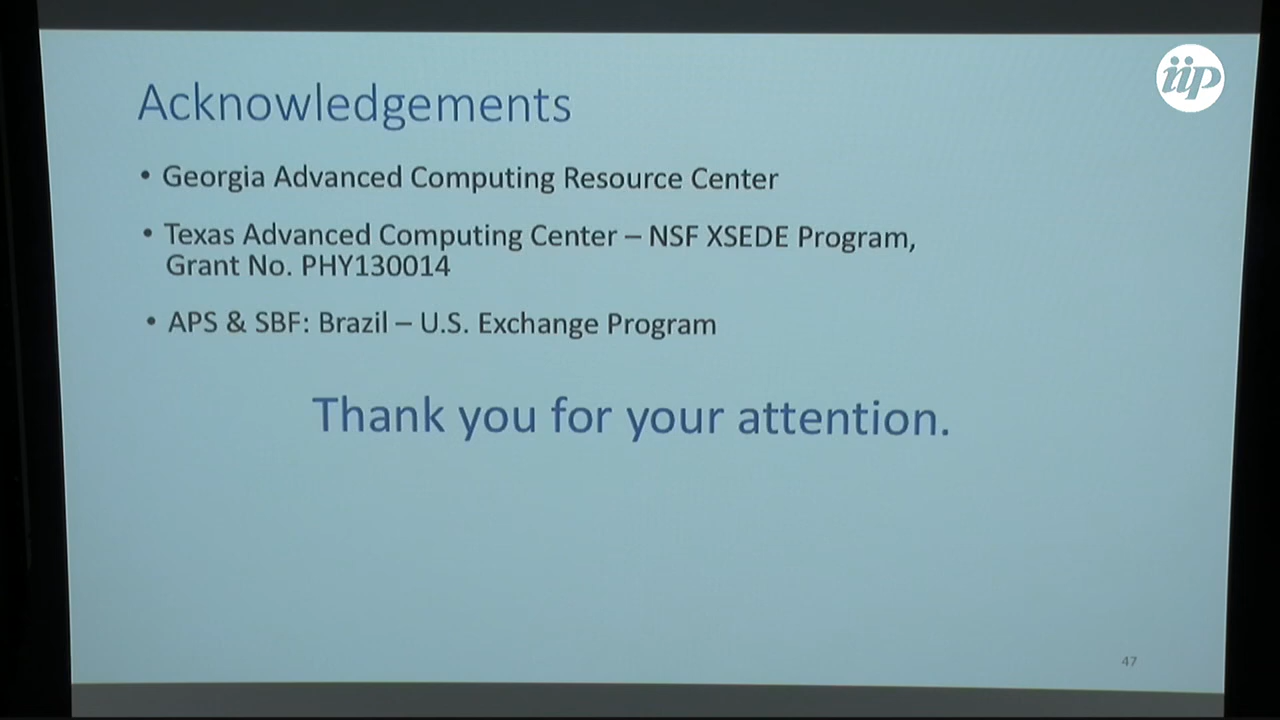 iip
Acknowledgements
• Georgia Advanced Computing Resource Center
• Texas Advanced Computing Center – NSF XSEDE Program,
Grant No. PHY130014
• APS & SBF: Brazil – U.S. Exchange Program
Thank you for your attention.
47